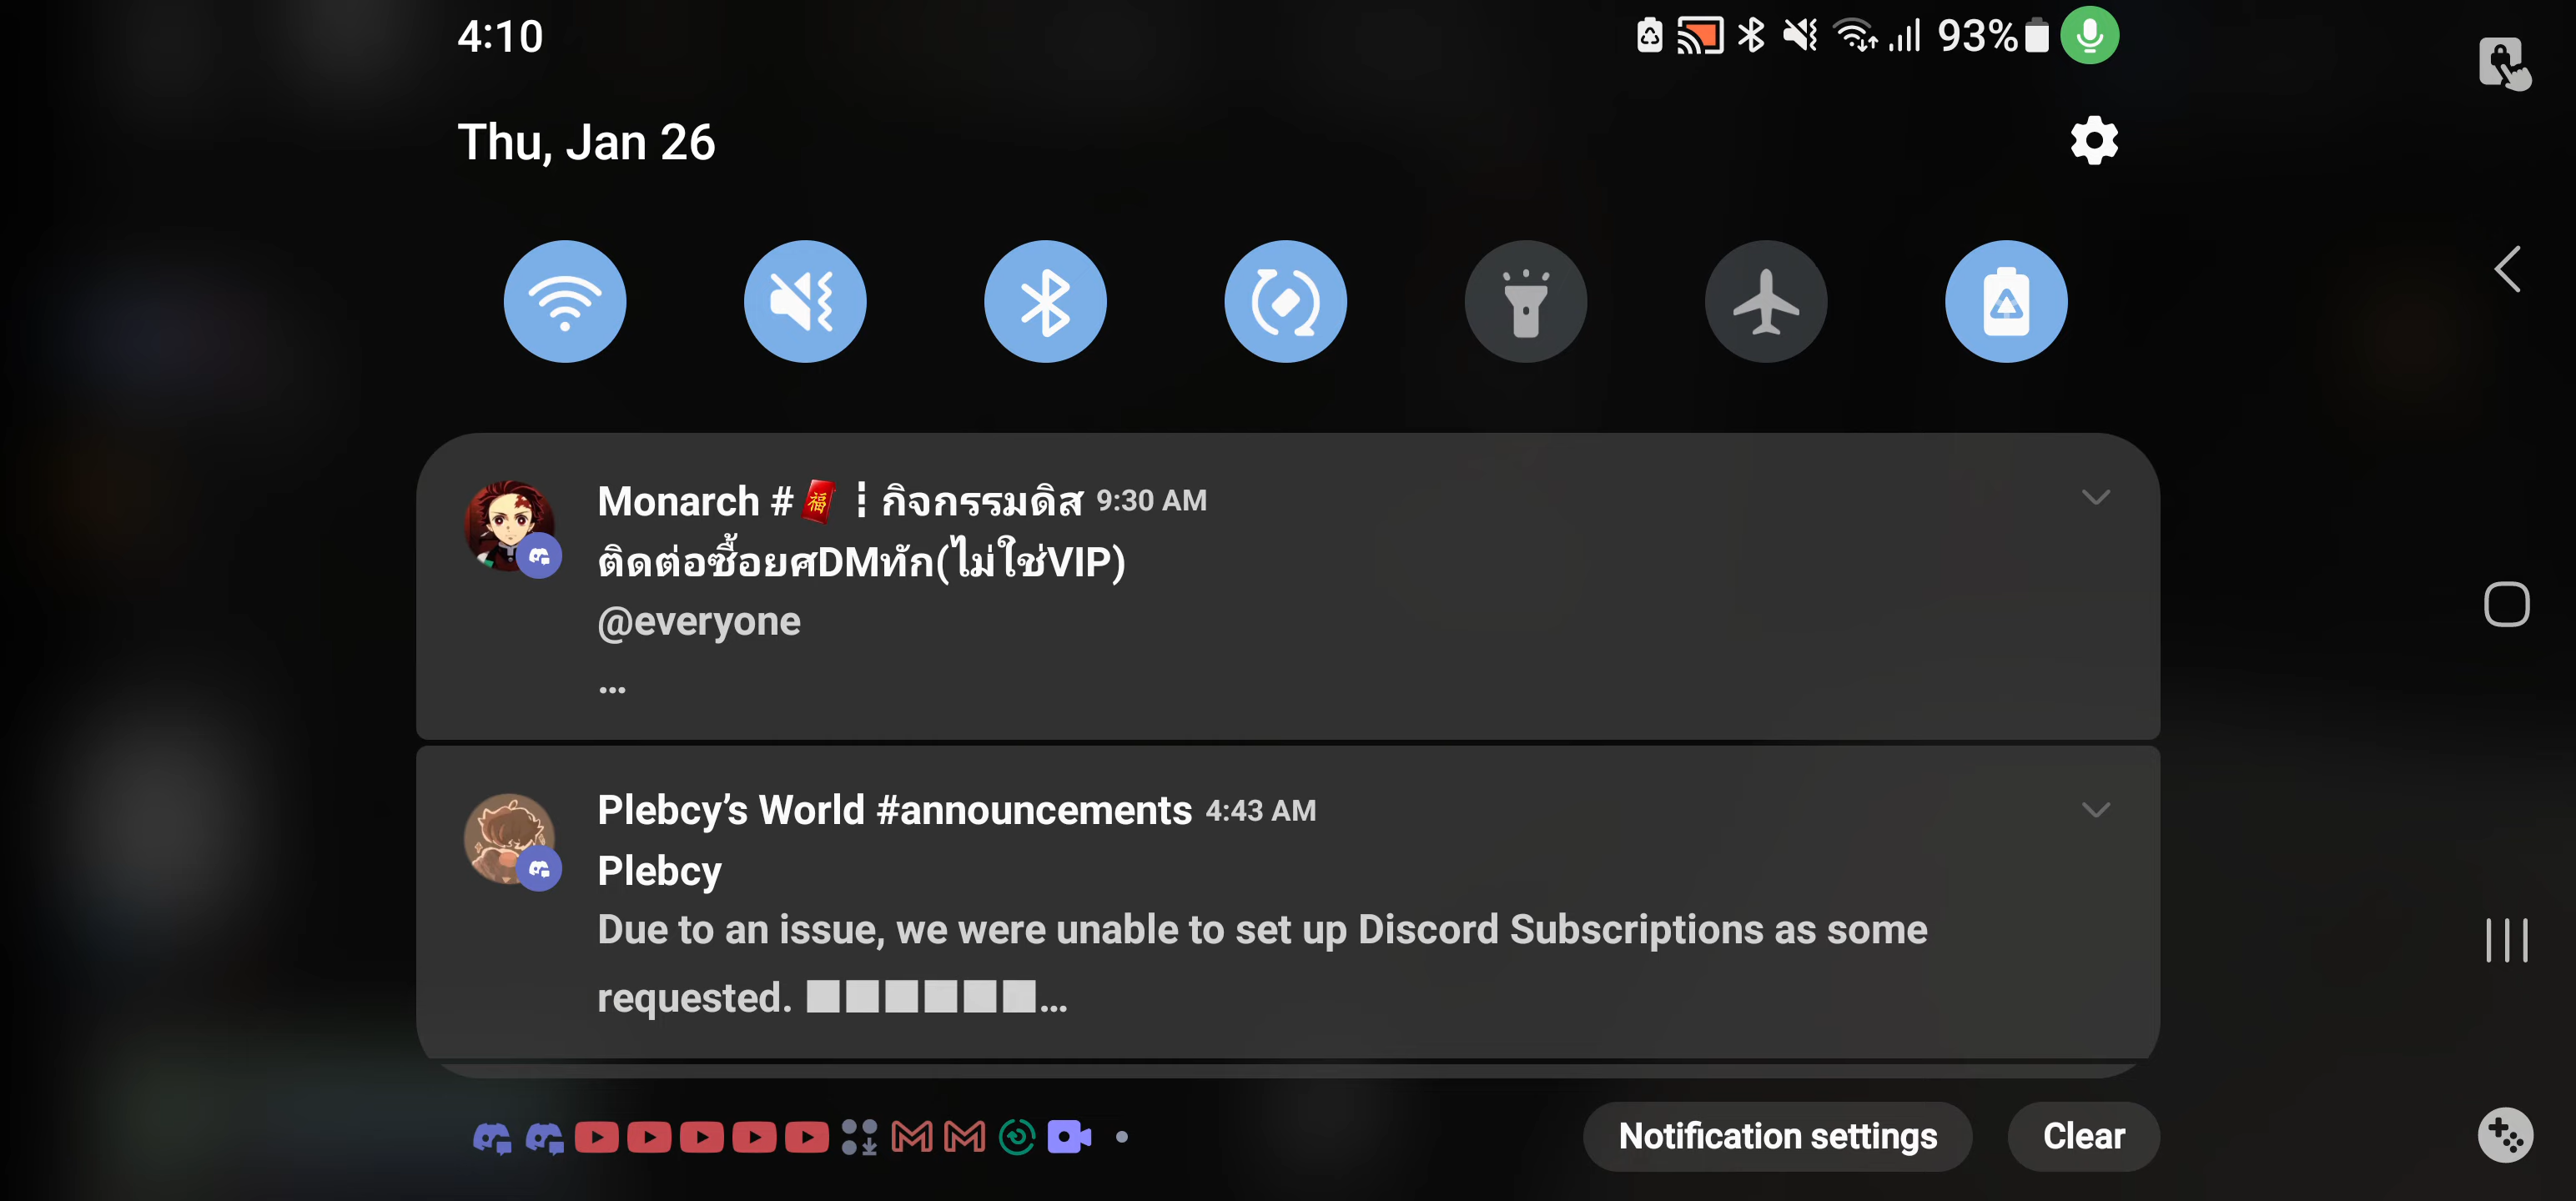 4:10
93%
Thu, Jan 26
Monarch #🧧┇กิจกรรมดิส 9:30 AM
ติดต่อซื้อยศDMทัก(ไม่ใช่VIP)
@everyone
...
Plebcy's World #announcements 4:43 AM
Plebcy
Due to an issue, we were unable to set up Discord Subscriptions as some
requested. ■■■■■■...
Notification settings
Clear